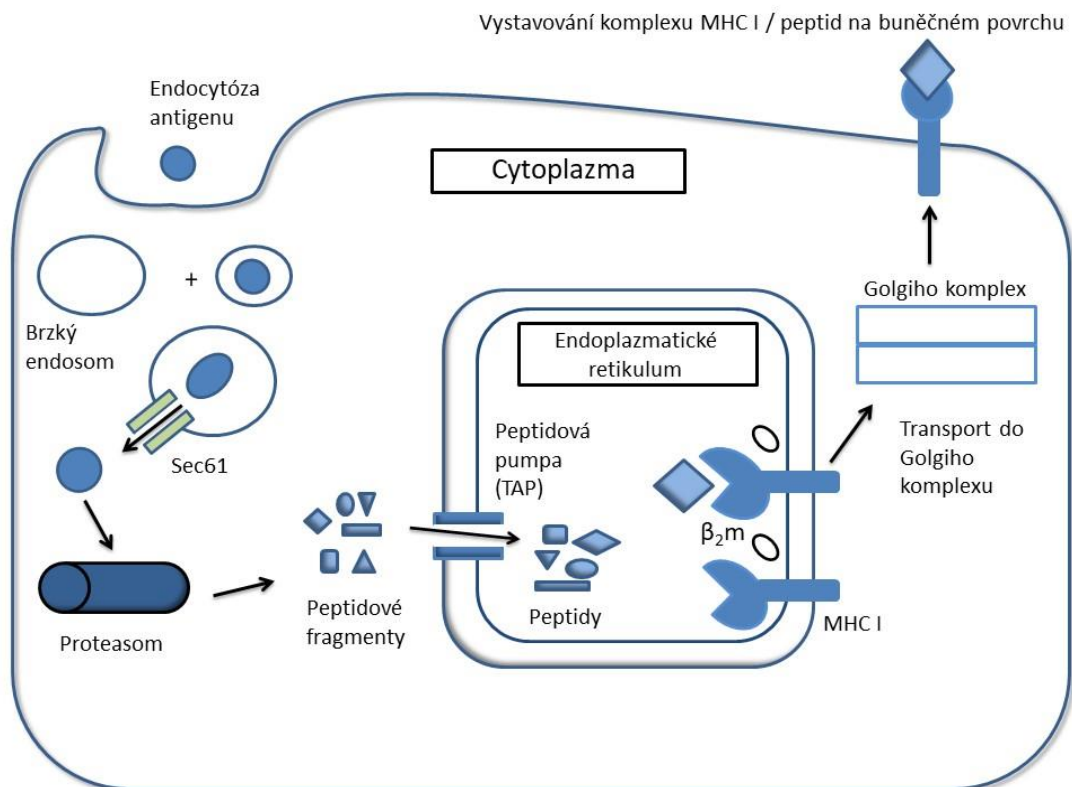 Vystavování komplexu MHC I / peptid na buněčném povrchu
Endocytóza
antigenu
Cytoplazma
+
Brzký
endosom
Sec61
Proteasom
Peptidové
fragmenty
Endoplazmatické
retikulum
Peptidová
pumpa
(TAP)
Peptidy
β₂m
MHC I
Golgiho komplex
Transport do
Golgiho
komplexu